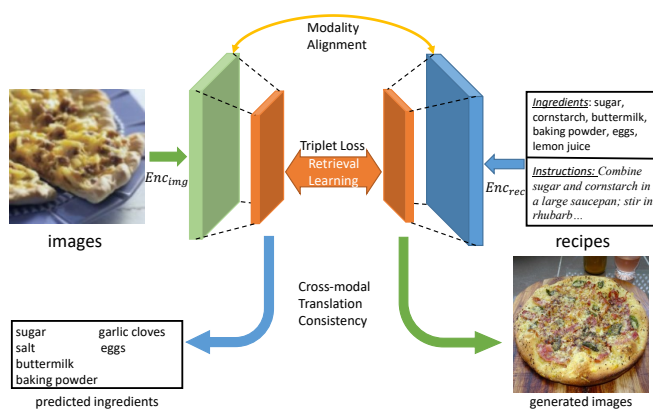 Modality
Alignment
Enc_img
images
Triplet Loss
Retrieval
Learning
Enc_rec
Ingredients: sugar,
cornstarch, buttermilk,
baking powder, eggs,
lemon juice
Instructions: Combine
sugar and cornstarch in
a large saucepan; stir in
rhubarb…
recipes
Cross-modal
Translation
Consistency
sugar garlic cloves
salt eggs
buttermilk
baking powder
predicted ingredients
generated images